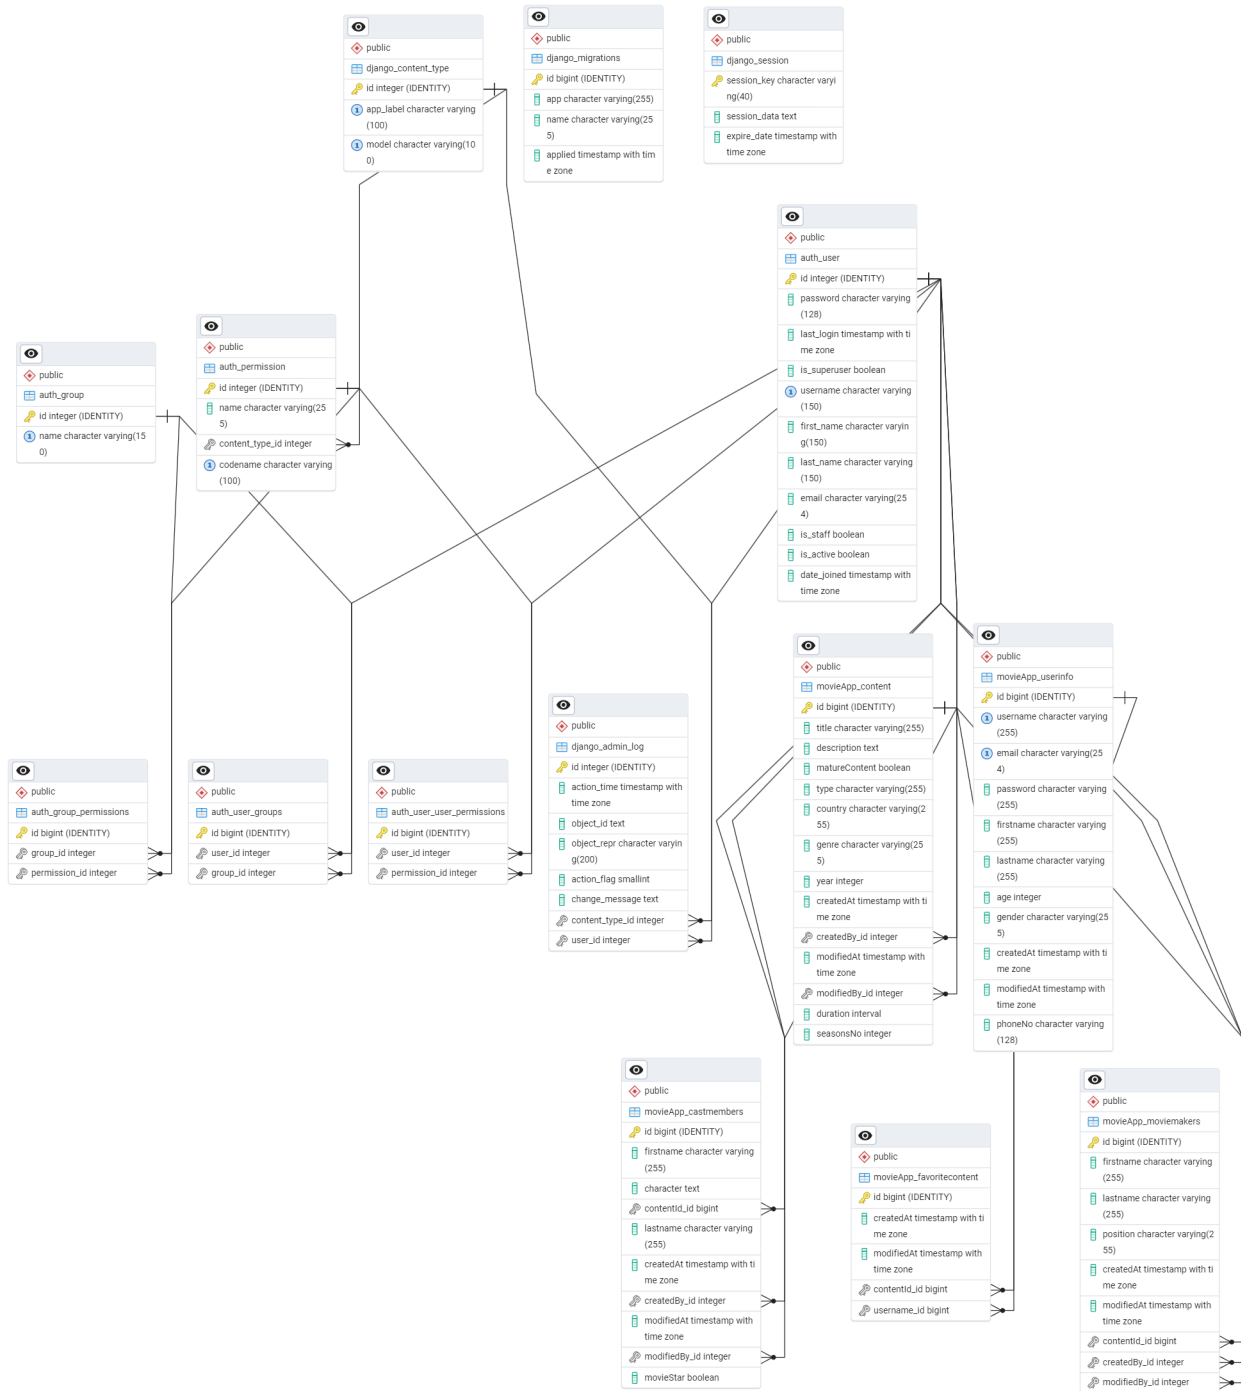 public
django_content_type
id integer (IDENTITY)
app_label character varying
(100)
model character varying(10
0)
public
django_migrations
id bigint (IDENTITY)
app character varying(255)
name character varying(25
5)
applied timestamp with tim
e zone
public
django_session
session_key character varyi
ng(40)
session_data text
expire_date timestamp with
time zone
public
auth_user
id integer (IDENTITY)
password character varying
(128)
last_login timestamp with ti
me zone
is_superuser boolean
username character varying
(150)
first_name character varyin
g(150)
last_name character varying
(150)
email character varying(25
4)
is_staff boolean
is_active boolean
date_joined timestamp with
time zone
public
auth_group
id integer (IDENTITY)
name character varying(15
0)
public
auth_permission
id integer (IDENTITY)
name character varying(25
5)
content_type_id integer
codename character varying
(100)
public
auth_group_permissions
id bigint (IDENTITY)
group_id integer
permission_id integer
public
auth_user_groups
id bigint (IDENTITY)
user_id integer
group_id integer
public
auth_user_user_permissions
id bigint (IDENTITY)
user_id integer
permission_id integer
public
django_admin_log
id integer (IDENTITY)
action_time timestamp with
time zone
object_id text
object_repr character varyin
g(200)
action_flag smallint
change_message text
content_type_id integer
user_id integer
public
movieApp_content
id bigint (IDENTITY)
title character varying(255)
description text
matureContent boolean
type character varying(255)
country character varying(2
55)
genre character varying(25
5)
year integer
createdAt timestamp with ti
me zone
createdBy_id integer
modifiedAt timestamp with
time zone
modifiedBy_id integer
duration interval
seasonsNo integer
public
movieApp_userinfo
id bigint (IDENTITY)
username character varying
(255)
email character varying(25
4)
password character varying
(255)
firstname character varying
(255)
lastname character varying
(255)
age integer
gender character varying(25
5)
createdAt timestamp with ti
me zone
modifiedAt timestamp with
time zone
phoneNo character varying
(128)
public
movieApp_castmembers
id bigint (IDENTITY)
firstname character varying
(255)
character text
contentId_id bigint
lastname character varying
(255)
createdAt timestamp with ti
me zone
createdBy_id integer
modifiedAt timestamp with
time zone
modifiedBy_id integer
movieStar boolean
public
movieApp_favoritecontent
id bigint (IDENTITY)
createdAt timestamp with ti
me zone
modifiedAt timestamp with
time zone
contentId_id bigint
username_id bigint
public
movieApp_moviemakers
id bigint (IDENTITY)
firstname character varying
(255)
lastname character varying
(255)
position character varying(2
55)
createdAt timestamp with ti
me zone
modifiedAt timestamp with
time zone
contentId_id bigint
createdBy_id integer
modifiedBy_id integer